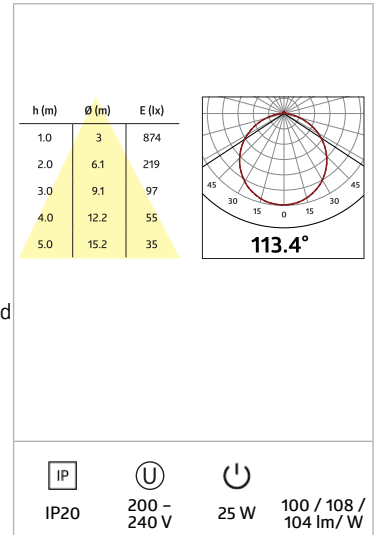 h (m) Ø (m) E (lx)
1.0 3 874
2.0 6.1 219
3.0 9.1 97
4.0 12.2 55
5.0 15.2 35
45 45
30 30
15 0 15
113.4°
d
IP U
IP20 200 – 240 V 25 W 100 / 108 / 104 lm/ W